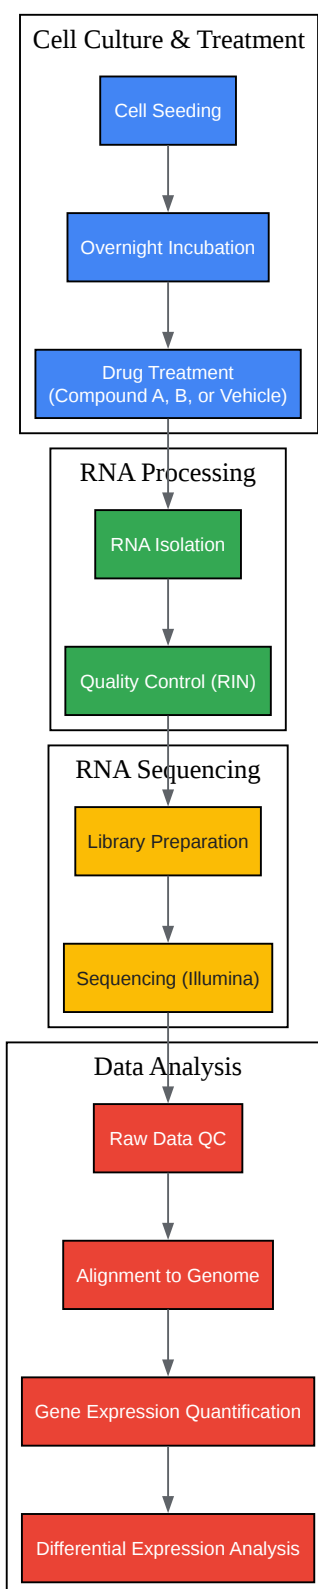 Cell Culture & Treatment
Cell Seeding
Overnight Incubation
Drug Treatment
(Compound A, B, or Vehicle)
RNA Processing
RNA Isolation
Quality Control (RIN)
RNA Sequencing
Library Preparation
Sequencing (Illumina)
Data Analysis
Raw Data QC
Alignment to Genome
Gene Expression Quantification
Differential Expression Analysis